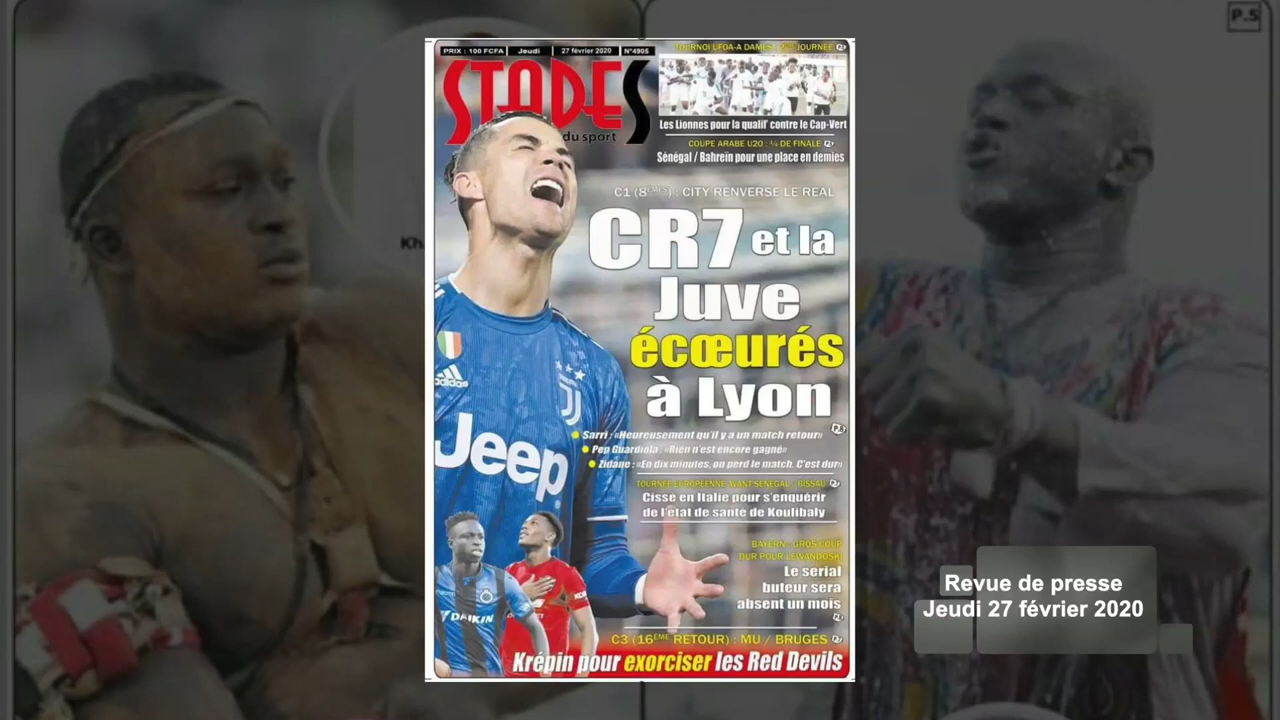 P.5
PRIX : 100 FCFA Jeudi 27 février 2020 N°4905
STADES
du sport
TOURNOI UFOA-A DAMES : 2ÈME JOURNÉE
Les Lionnes pour la qualif' contre le Cap-Vert
COUPE ARABE U20 : ¼ DE FINALE
Sénégal / Bahreïn pour une place en demies
C1 (8ÈMES) : CITY RENVERSE LE REAL
CR7 et la
Juve
écœurés
à Lyon
Sarri : «Heureusement qu'il y a un match retour»
Pep Guardiola : «Rien n'est encore gagné»
Zidane : «En dix minutes, on perd le match. C'est dur»
TOURNÉE EUROPÉENNE AVANT SENEGAL - BISSAU
Cissé en Italie pour s'enquérir
de l'état de santé de Koulibaly
BAYERN : GROS COUP
DUR POUR LEWANDOSKI
Le serial
buteur sera
absent un mois
C3 (16ÈME RETOUR) : MU / BRUGES
Krépin pour exorciser les Red Devils
adidas
Jeep
DAIKIN
Kh
Revue de presse
Jeudi 27 février 2020